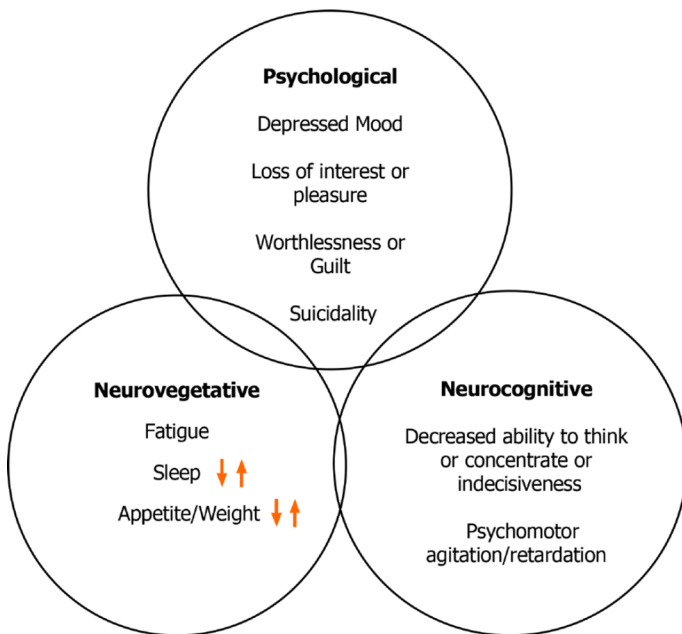 Psychological
Depressed Mood
Loss of interest or
pleasure
Worthlessness or
Guilt
Suicidality
Neurovegetative
Fatigue
Sleep
Appetite/Weight
Neurocognitive
Decreased ability to think
or concentrate or
indecisiveness
Psychomotor
agitation/retardation